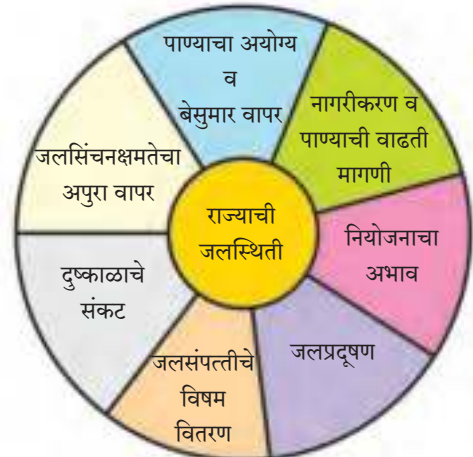 पाण्याचा अयोग्य
व
बेसुमार वापर
नागरीकरण व
पाण्याची वाढती
मागणी
नियोजनाचा
अभाव
जलप्रदूषण
जलसंपत्तीचे
विषम
वितरण
दुष्काळाचे
संकट
जलसिंचनक्षमतेचा
अपुरा वापर
राज्याची
जलस्थिती